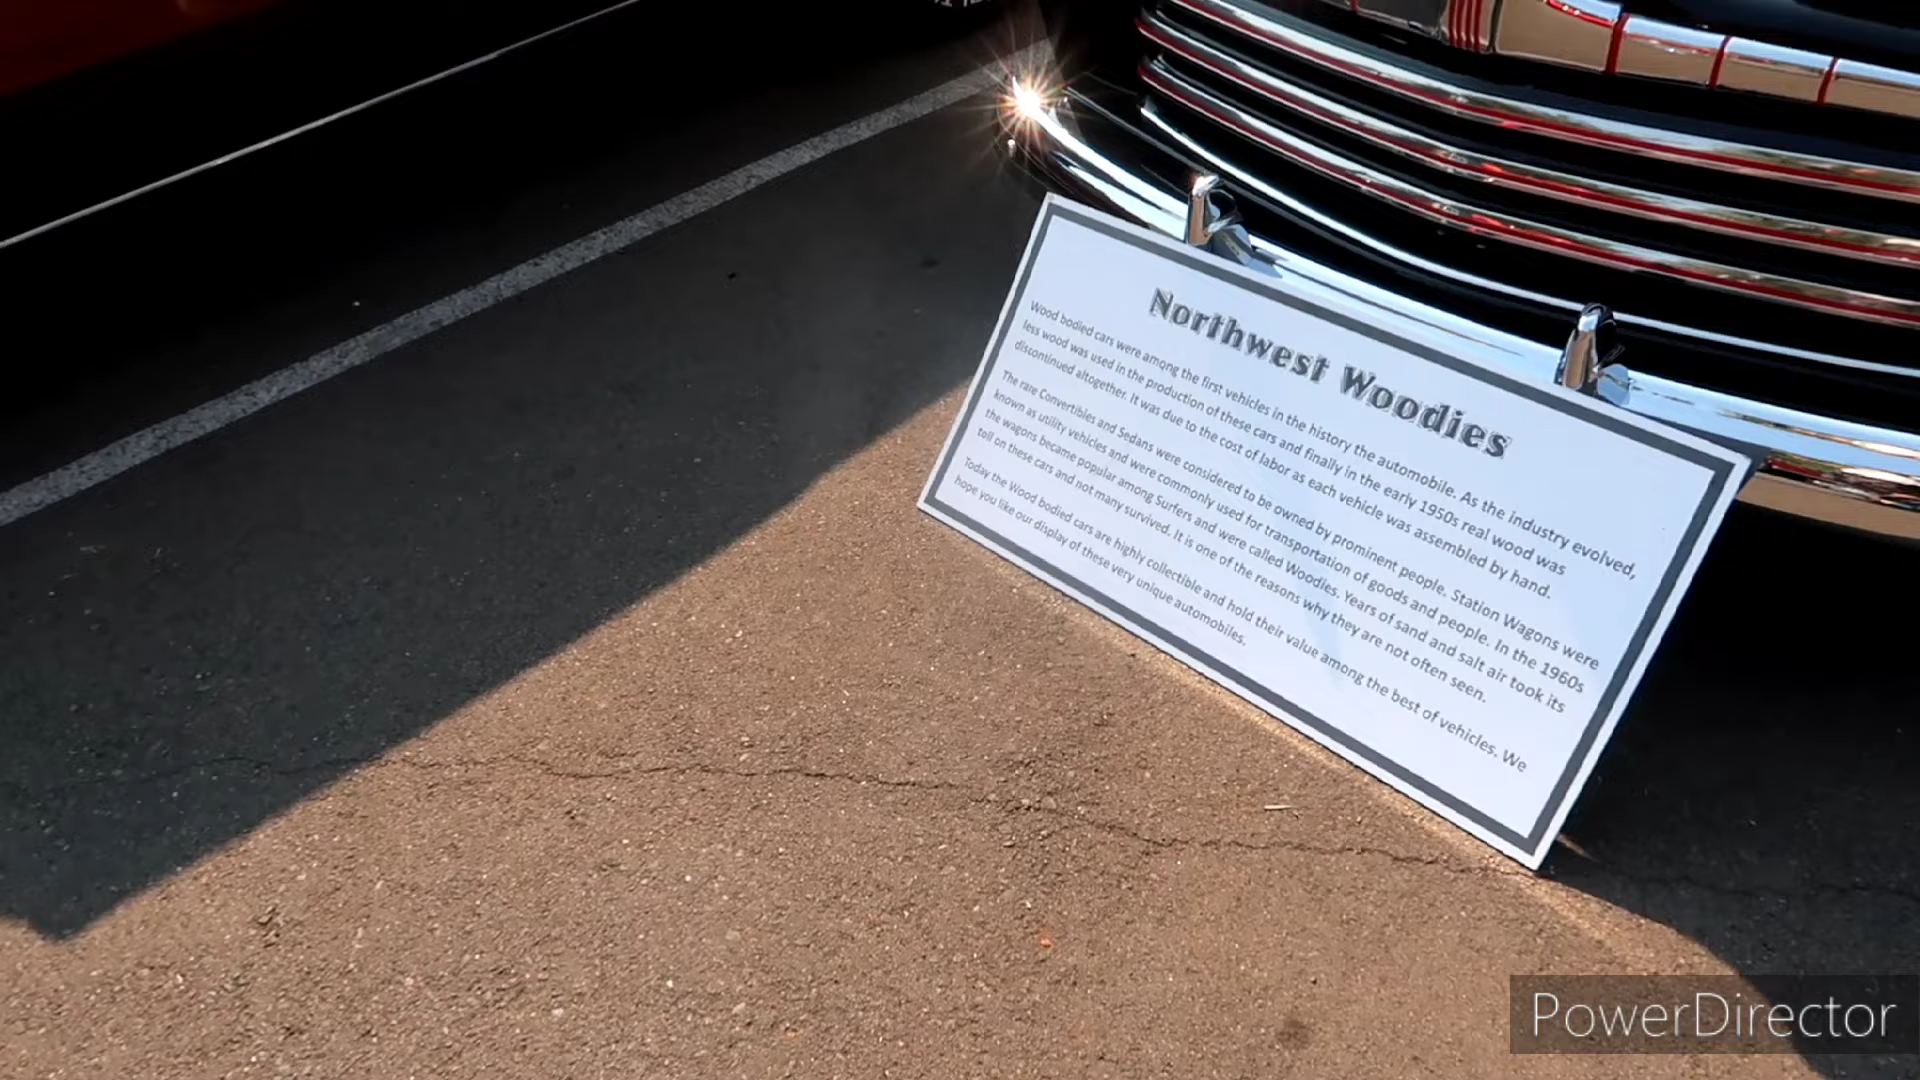 Northwest Woodies
Wood bodied cars were among the first vehicles in the history the automobile. As the industry evolved,
less wood was used in the production of these cars and finally in the early 1950s real wood was
discontinued altogether. It was due to the cost of labor as each vehicle was assembled by hand.
The rare Convertibles and Sedans were considered to be owned by prominent people. Station Wagons were
known as utility vehicles and were commonly used for transportation of goods and people. In the 1960s
the wagons became popular among Surfers and were called Woodies. Years of sand and salt air took its
toll on these cars and not many survived. It is one of the reasons why they are not often seen.
Today the Wood bodied cars are highly collectible and hold their value among the best of vehicles. We
hope you like our display of these very unique automobiles.
PowerDirector